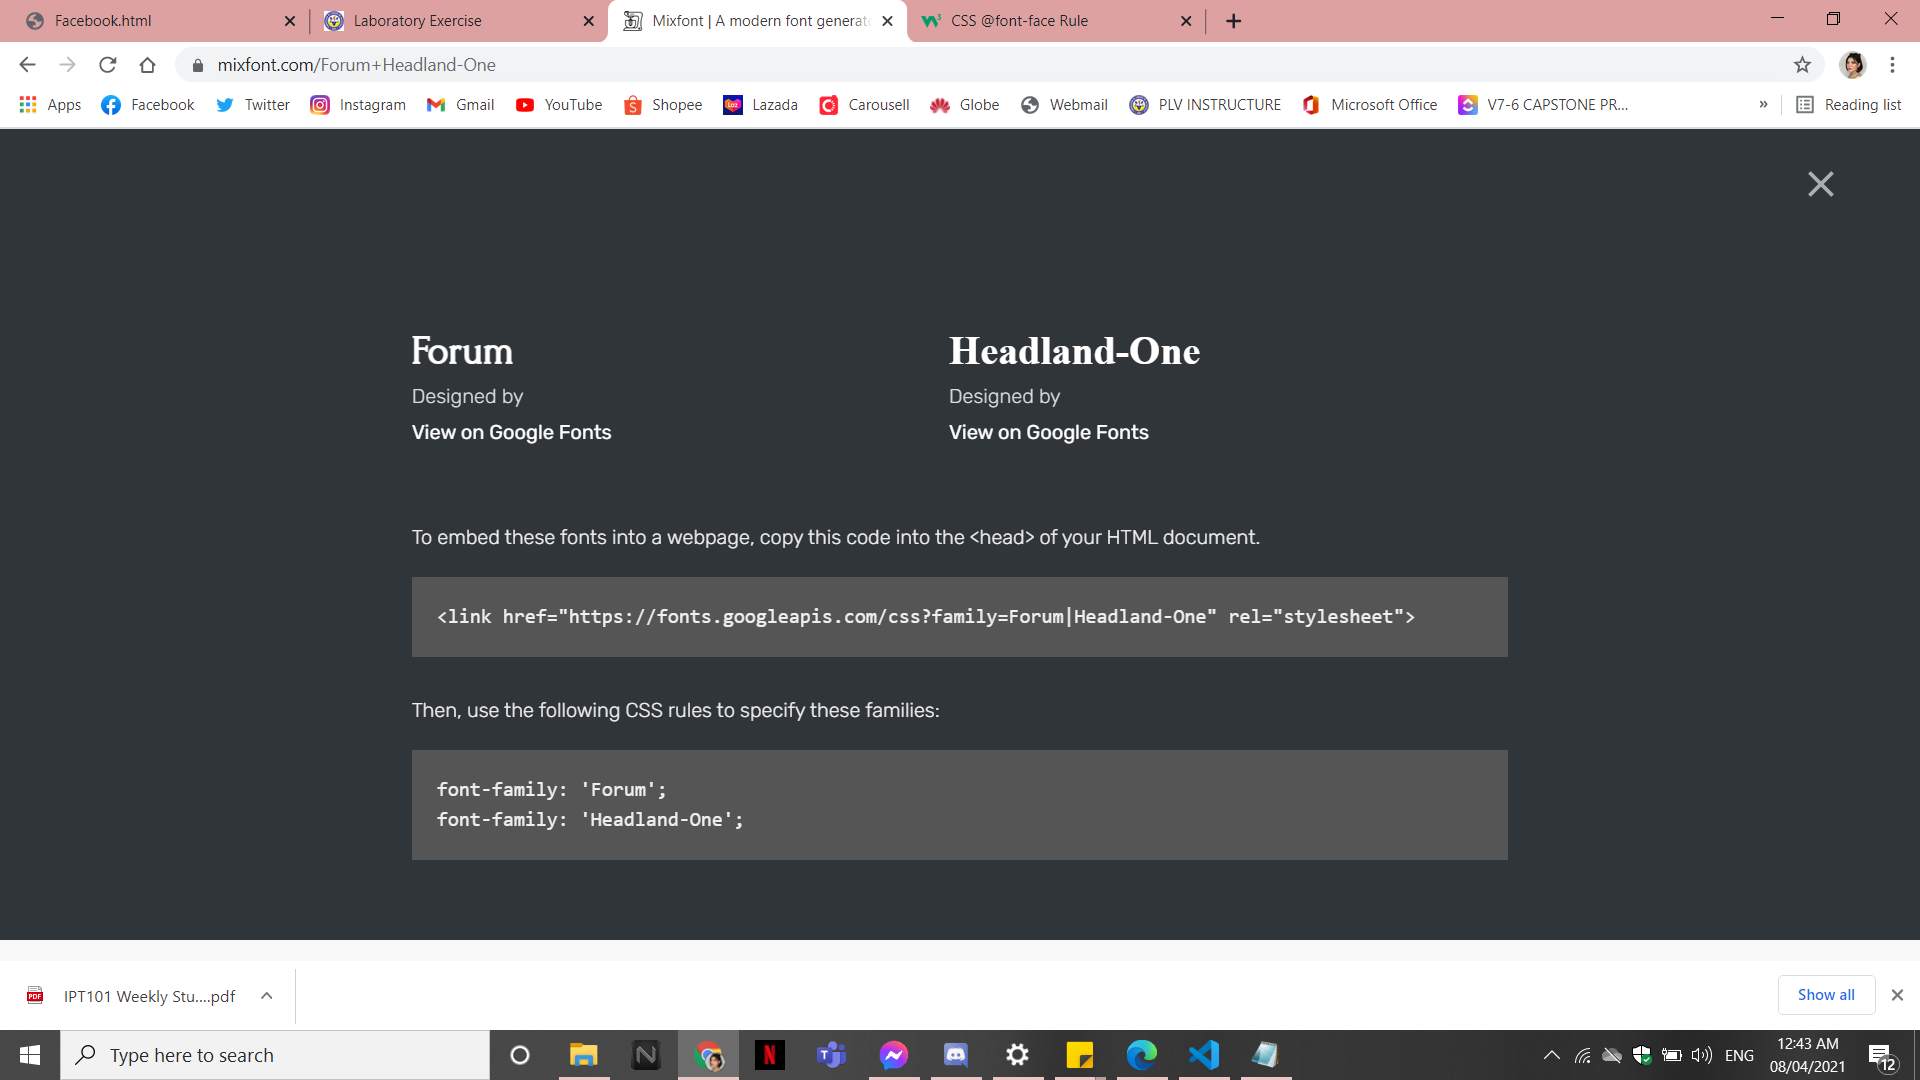 Facebook.html
Laboratory Exercise
Mixfont | A modern font generat
CSS @font-face Rule
mixfont.com/Forum+Headland-One
Apps
Facebook
Twitter
Instagram
Gmail
YouTube
Shopee
Lazada
Carousell
Globe
Webmail
PLV INSTRUCTURE
Microsoft Office
V7-6 CAPSTONE PR...
»
Reading list
Forum
Designed by
View on Google Fonts
Headland-One
Designed by
View on Google Fonts
To embed these fonts into a webpage, copy this code into the <head> of your HTML document.
<link href="https://fonts.googleapis.com/css?family=Forum|Headland-One" rel="stylesheet">
Then, use the following CSS rules to specify these families:
font-family: 'Forum';
font-family: 'Headland-One';
IPT101 Weekly Stu....pdf
Show all
Type here to search
ENG
12:43 AM
08/04/2021
12